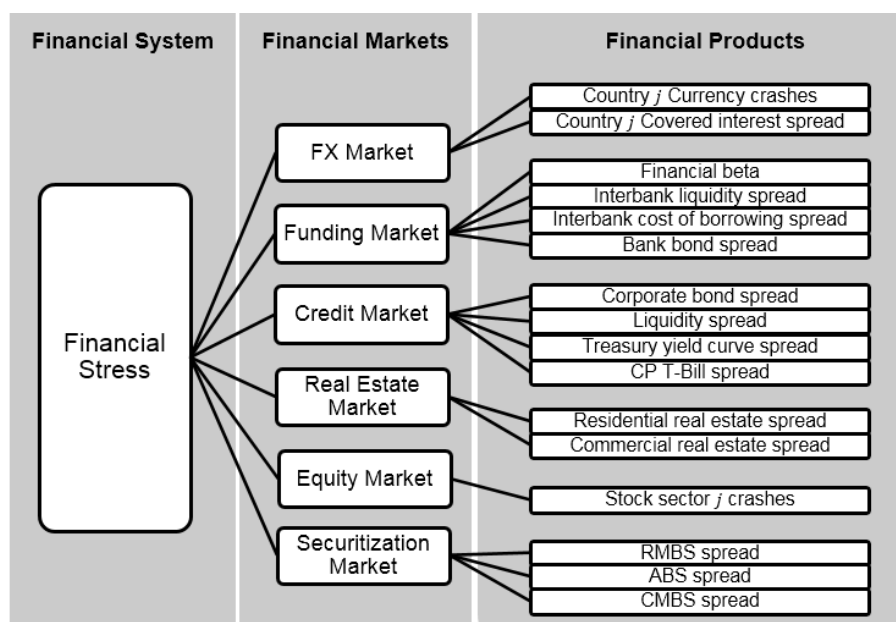 Financial System
Financial Markets
Financial Products
Financial
Stress
FX Market
Funding Market
Credit Market
Real Estate
Market
Equity Market
Securitization
Market
Country j Currency crashes
Country j Covered interest spread
Financial beta
Interbank liquidity spread
Interbank cost of borrowing spread
Bank bond spread
Corporate bond spread
Liquidity spread
Treasury yield curve spread
CP T-Bill spread
Residential real estate spread
Commercial real estate spread
Stock sector j crashes
RMBS spread
ABS spread
CMBS spread